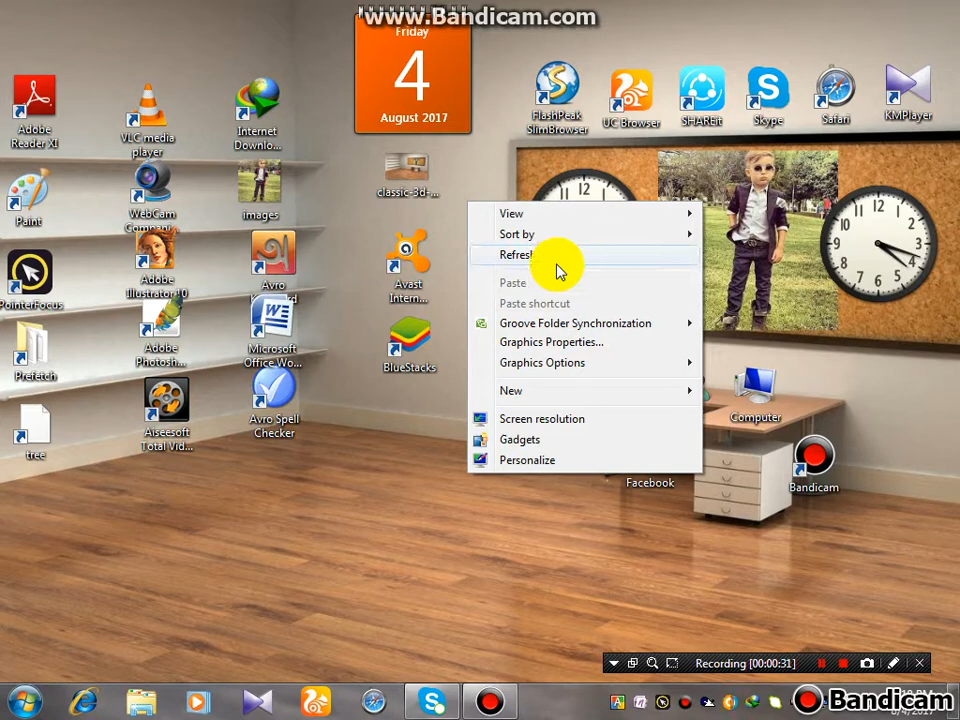 www.Bandicam.com
Friday
4
August 2017
Adobe
Reader XI
VLC media
player
Internet
Downlo...
FlashPeak
SlimBrowser
UC Browser
SHAREit
Skype
Safari
KMPlayer
classic-3d-...
Paint
WebCam
images
PointerFocus
Adobe
Illustrator 10
Avro
Avast
Intern...
Prefetch
Adobe
Photosh...
Microsoft
Office Wo...
BlueStacks
tree
Aiseesoft
Total Vid...
Avro Spell
Checker
View
Sort by
Refresh
Paste
Paste shortcut
Groove Folder Synchronization
Graphics Properties...
Graphics Options
New
Screen resolution
Gadgets
Personalize
Computer
Facebook
Bandicam
Recording [00:00:31]
Bandicam